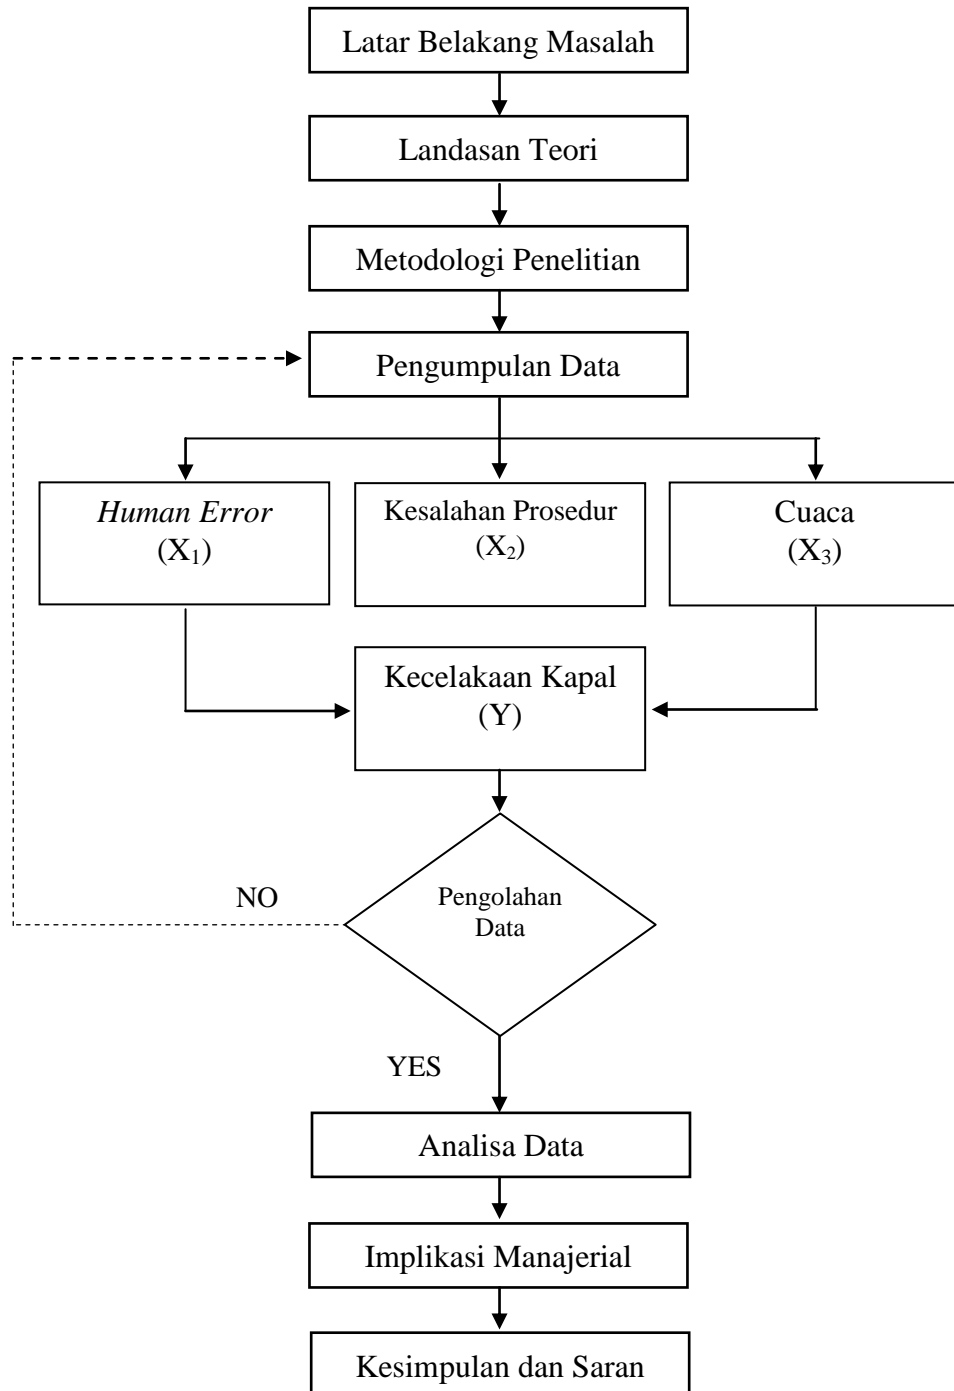 Latar Belakang Masalah
Landasan Teori
Metodologi Penelitian
Pengumpulan Data
Human Error
(X₁)
Kesalahan Prosedur
(X₂)
Cuaca
(X₃)
Kecelakaan Kapal
(Y)
NO
Pengolahan
Data
YES
Analisa Data
Implikasi Manajerial
Kesimpulan dan Saran